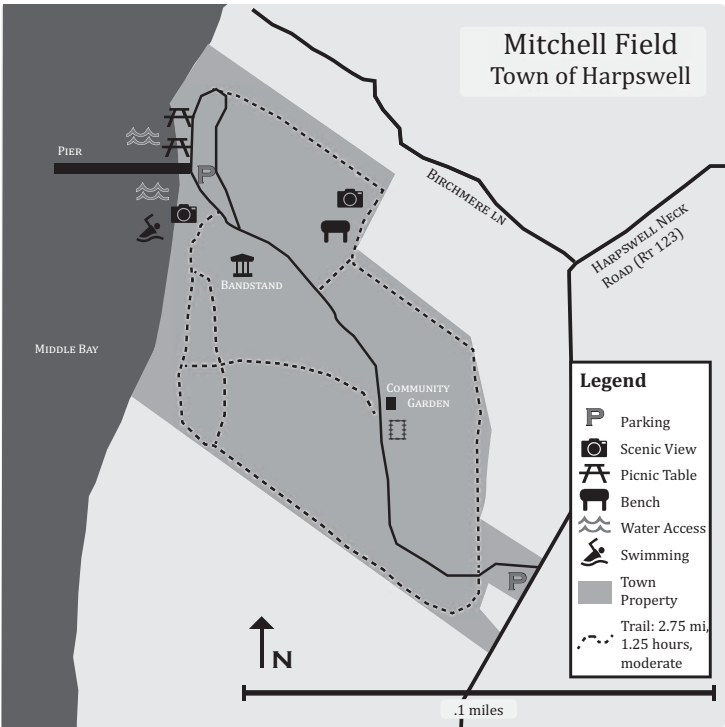 Mitchell Field
Town of Harpswell
PIER
P
BIRCHMERE LN
HARPSWELL NECK
ROAD (RT 123)
BANDSTAND
MIDDLE BAY
COMMUNITY
GARDEN
Legend
P Parking
Scenic View
Picnic Table
Bench
Water Access
Swimming
Town
Property
Trail: 2.75 mi,
1.25 hours,
moderate
P
N
.1 miles